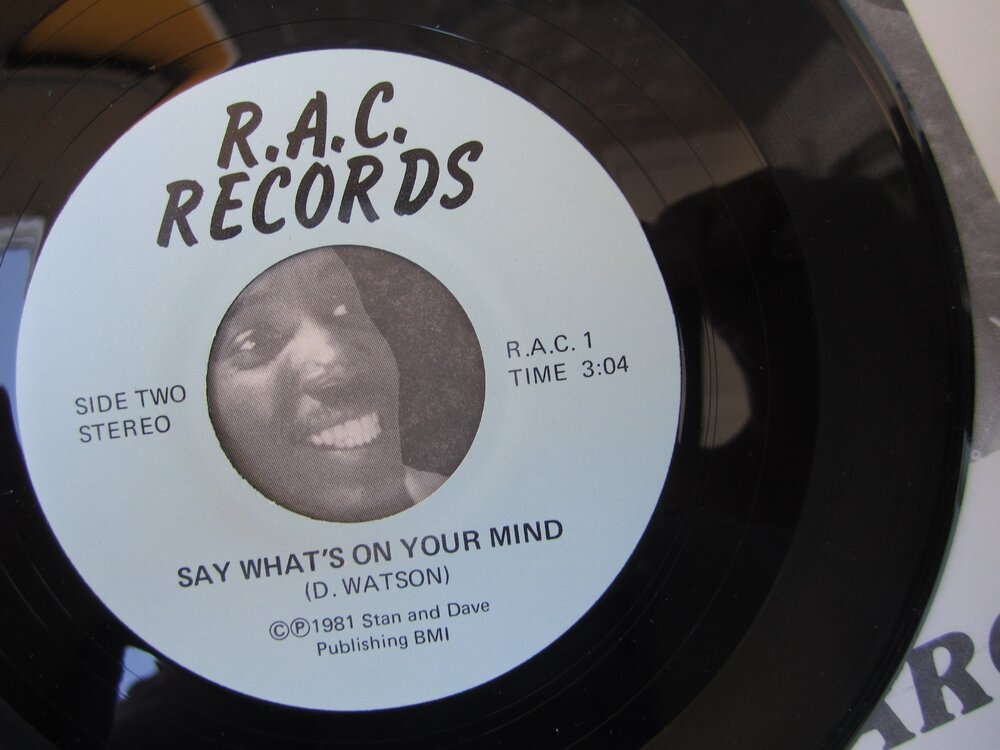 R.A.C.
RECORDS
SIDE TWO
STEREO
R.A.C. 1
TIME 3:04
SAY WHAT'S ON YOUR MIND
(D. WATSON)
©℗1981 Stan and Dave
Publishing BMI